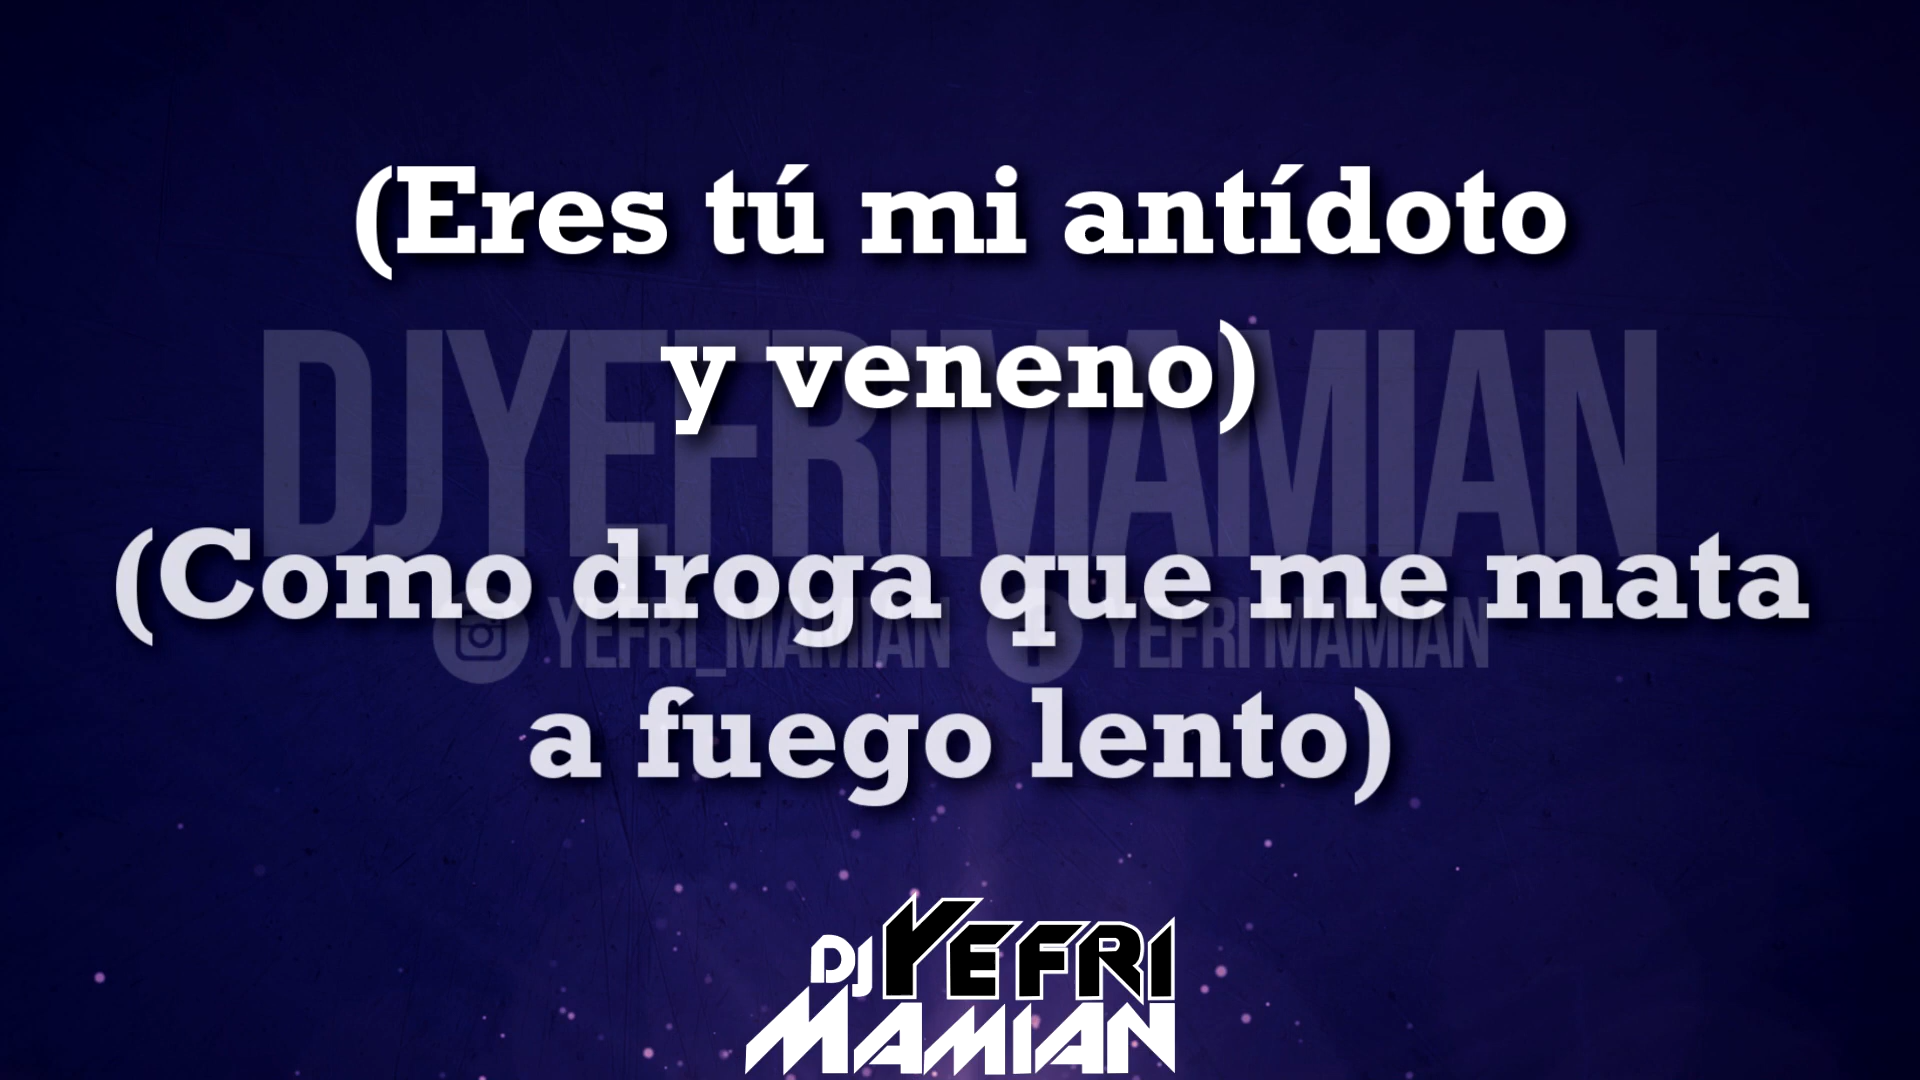 (Eres tú mi antídoto
y veneno)
DJYEFRIMAMIAN
(Como droga que me mata
YEFRI_MAMIAN YEFRI MAMIAN
a fuego lento)
DJ YEFRI
MAMIAN